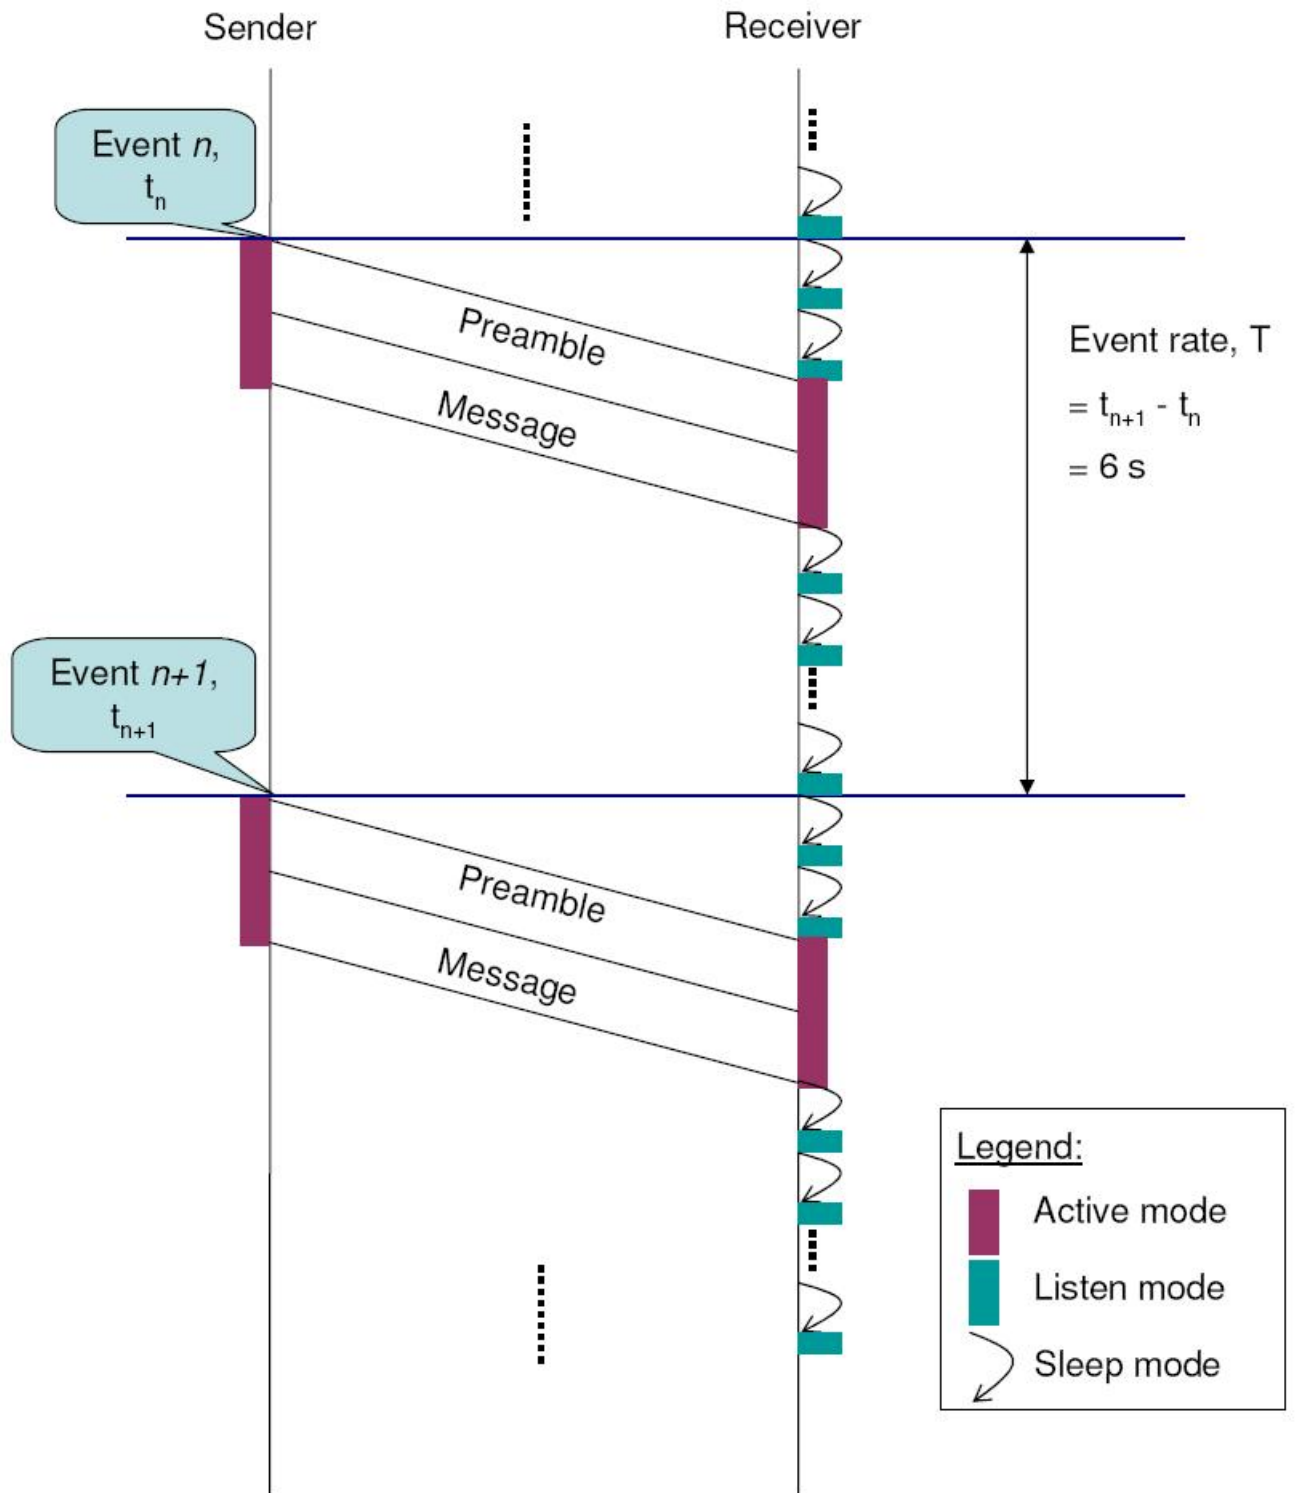 Sender
Receiver
Event n,
tn
Preamble
Message
Event rate, T
= tn+1 - tn
= 6 s
Event n+1,
tn+1
Preamble
Message
Legend:
Active mode
Listen mode
Sleep mode